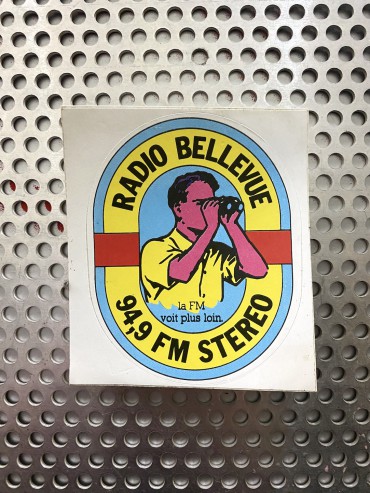 RADIO BELLEVUE
la FM
voit plus loin.
94,9 FM STEREO